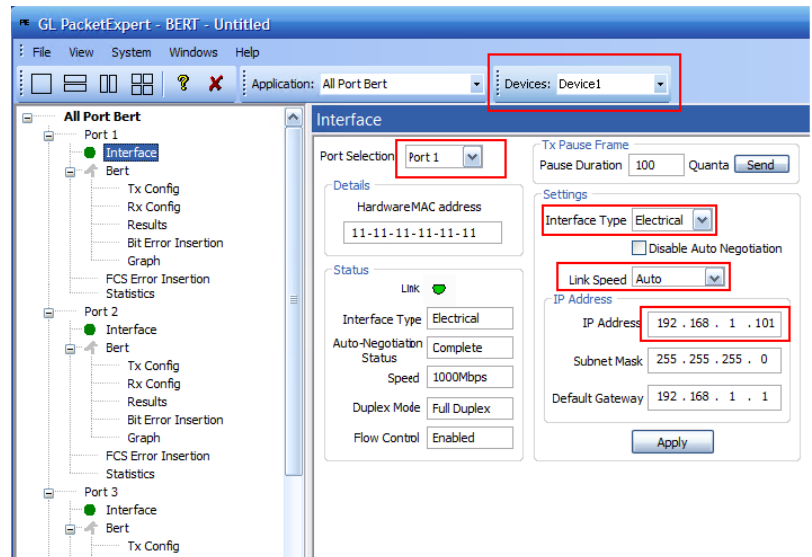 PE GL PacketExpert - BERT - Untitled
File View System Windows Help
Application: All Port Bert Devices: Device1
All Port Bert
Port 1
Interface
Bert
Tx Config
Rx Config
Results
Bit Error Insertion
Graph
FCS Error Insertion
Statistics
Port 2
Interface
Bert
Tx Config
Rx Config
Results
Bit Error Insertion
Graph
FCS Error Insertion
Statistics
Port 3
Interface
Bert
Tx Config
Interface
Port Selection Port 1
Details
HardwareMAC address
11-11-11-11-11-11
Status
Link
Interface Type Electrical
Auto-Negotiation Status Complete
Speed 1000Mbps
Duplex Mode Full Duplex
Flow Control Enabled
Tx Pause Frame
Pause Duration 100 Quanta Send
Settings
Interface Type Electrical
Disable Auto Negotiation
Link Speed Auto
IP Address
IP Address 192 . 168 . 1 . 101
Subnet Mask 255 . 255 . 255 . 0
Default Gateway 192 . 168 . 1 . 1
Apply